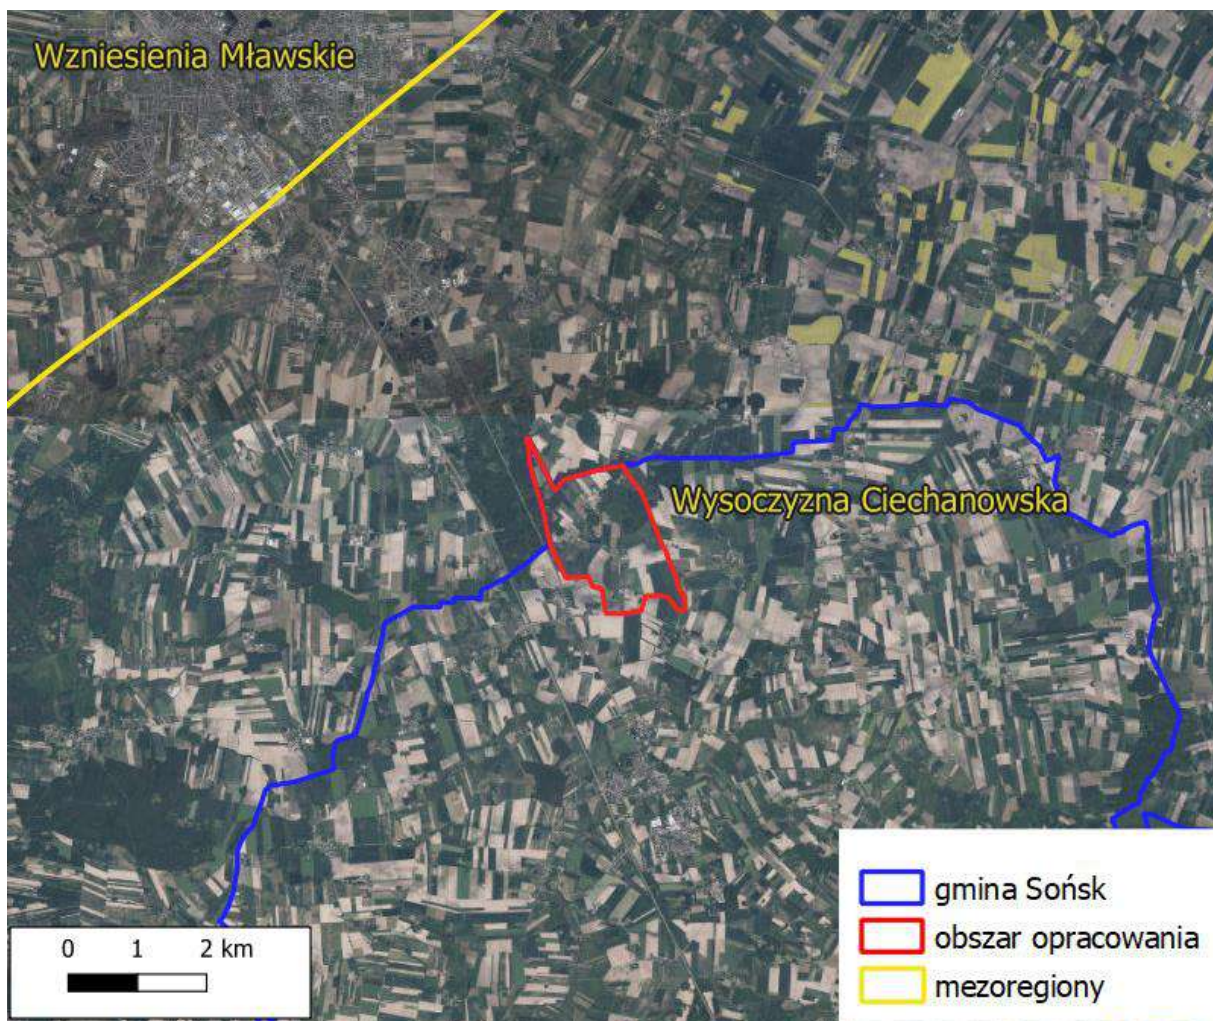 Wzniesienia Mławskie
Wysoczyzna Ciechanowska
gmina Sońsk
obszar opracowania
mezoregiony
0 1 2 km